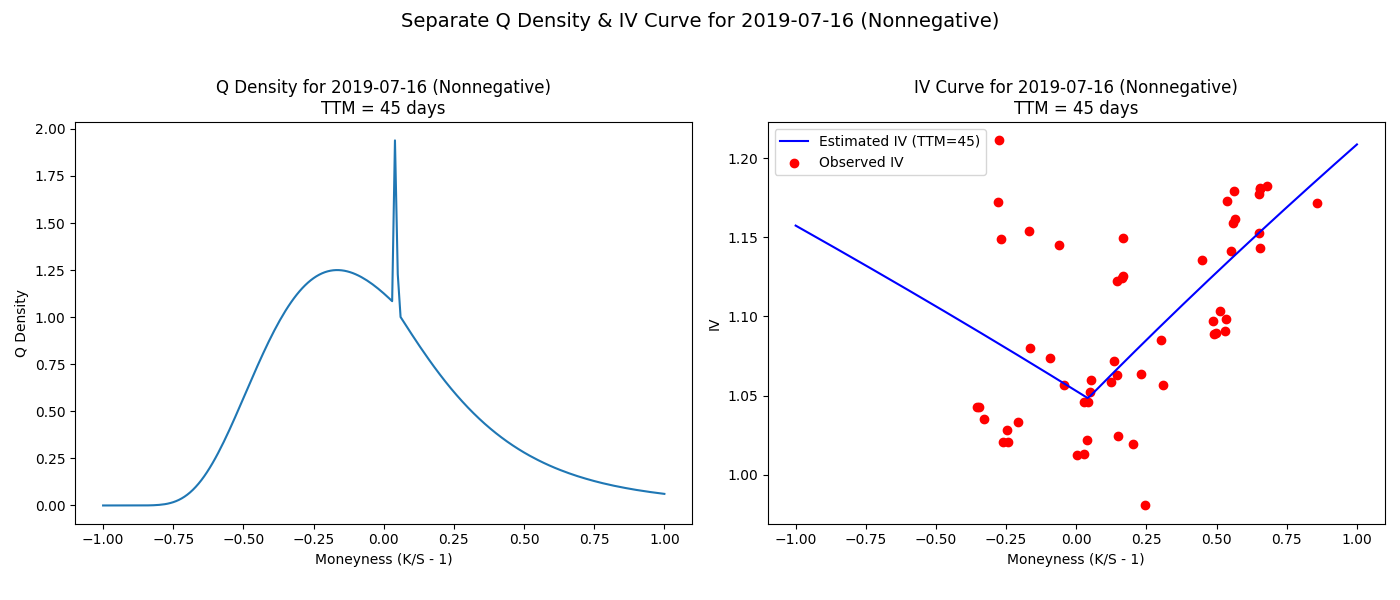 Separate Q Density & IV Curve for 2019-07-16 (Nonnegative)
Q Density for 2019-07-16 (Nonnegative)
TTM = 45 days
2.00
1.75
1.50
1.25
1.00
0.75
0.50
0.25
0.00
Q Density
−1.00
−0.75
−0.50
−0.25
0.00
0.25
0.50
0.75
1.00
Moneyness (K/S - 1)
IV Curve for 2019-07-16 (Nonnegative)
TTM = 45 days
Estimated IV (TTM=45)
Observed IV
1.20
1.15
1.10
1.05
1.00
IV
−1.00
−0.75
−0.50
−0.25
0.00
0.25
0.50
0.75
1.00
Moneyness (K/S - 1)